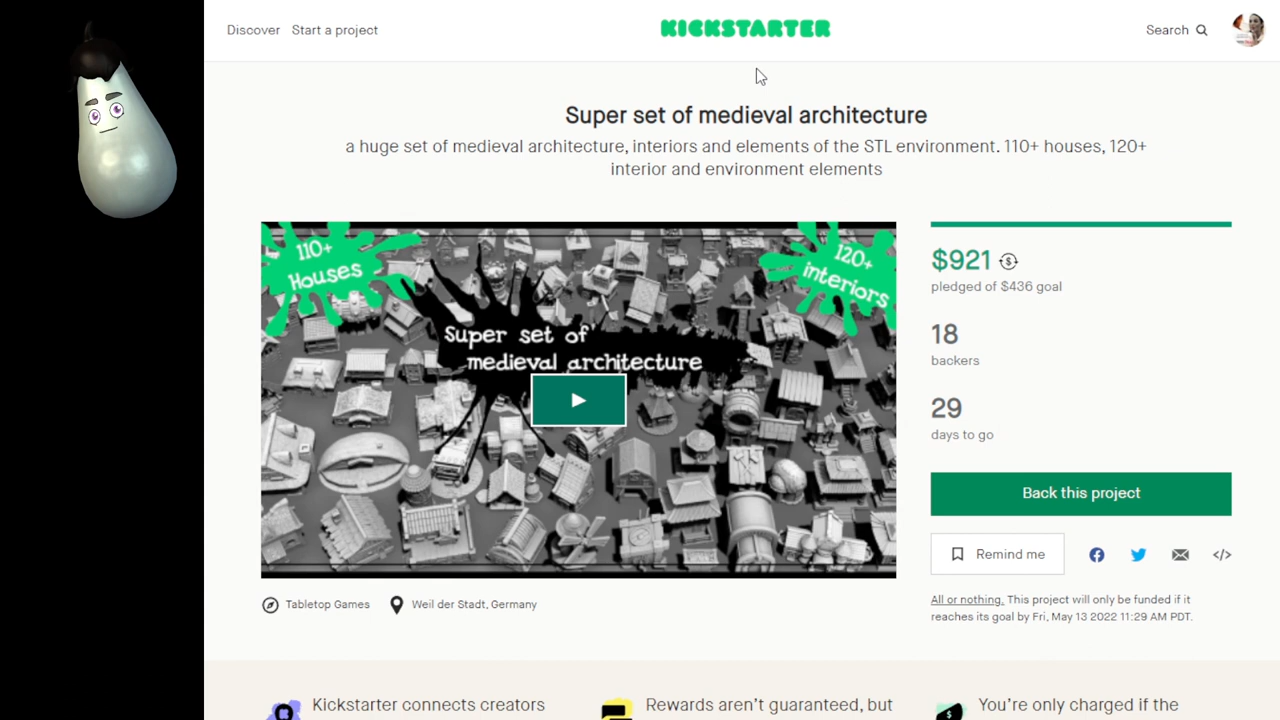 Discover Start a project
KICKSTARTER
Search
Super set of medieval architecture
a huge set of medieval architecture, interiors and elements of the STL environment. 110+ houses, 120+
interior and environment elements
110+
Houses
120+
interiors
Super set of
medieval architecture
$921
pledged of $436 goal
18
backers
29
days to go
Back this project
Remind me
Tabletop Games Weil der Stadt, Germany
All or nothing. This project will only be funded if it
reaches its goal by Fri, May 13 2022 11:29 AM PDT.
Kickstarter connects creators
Rewards aren't guaranteed, but
You're only charged if the